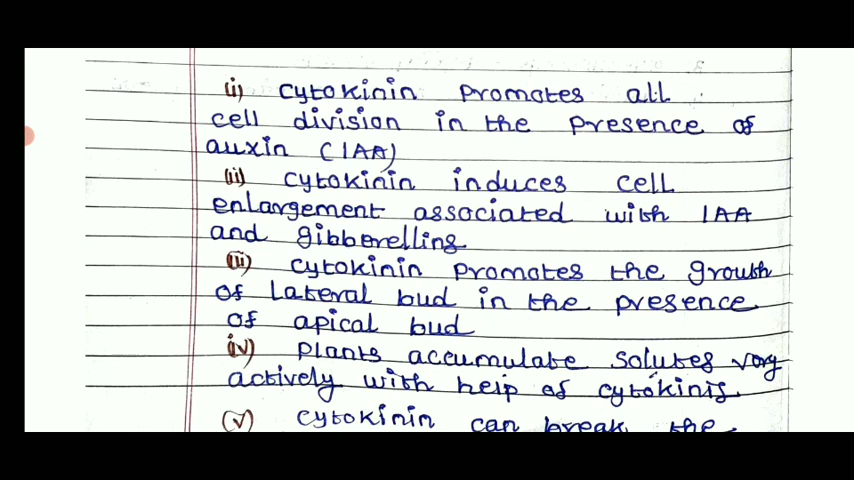 (i) cytokinin promotes all
cell division in the presence of
auxin (IAA)
(ii) cytokinin induces cell
enlargement associated with IAA
and gibberelling
(iii) cytokinin promotes the growth
of lateral bud in the presence
of apical bud
(iv) Plants accumulate solutes very
actively with help of cytokinis.
(v) cytokinin can break the